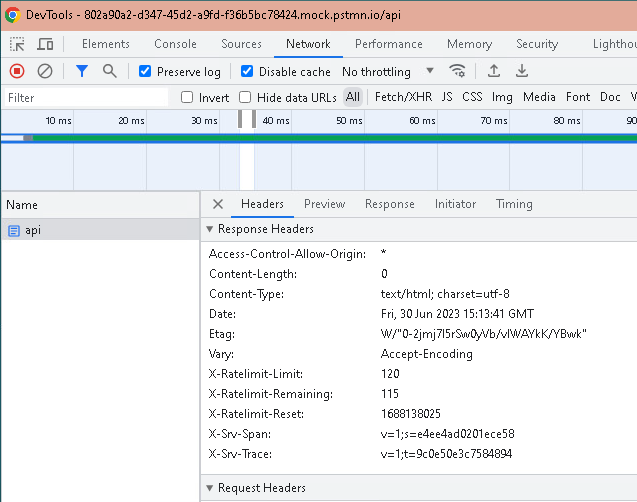 DevTools - 802a90a2-d347-45d2-a9fd-f36b5bc78424.mock.pstmn.io/api
Elements Console Sources Network Performance Memory Security Lighthou
Preserve log Disable cache No throttling
Filter Invert Hide data URLs All Fetch/XHR JS CSS Img Media Font Doc
10 ms 20 ms 30 ms 40 ms 50 ms 60 ms 70 ms 80 ms 90
Name
Headers Preview Response Initiator Timing
api
Response Headers
Access-Control-Allow-Origin: *
Content-Length: 0
Content-Type: text/html; charset=utf-8
Date: Fri, 30 Jun 2023 15:13:41 GMT
Etag:
Vary: Accept-Encoding
X-Ratelimit-Limit: 120
X-Ratelimit-Remaining: 115
X-Ratelimit-Reset: 1688138025
X-Srv-Span: v=1;s=e4ee4ad0201ece58
X-Srv-Trace: v=1;t=9c0e50e3c7584894
Request Headers